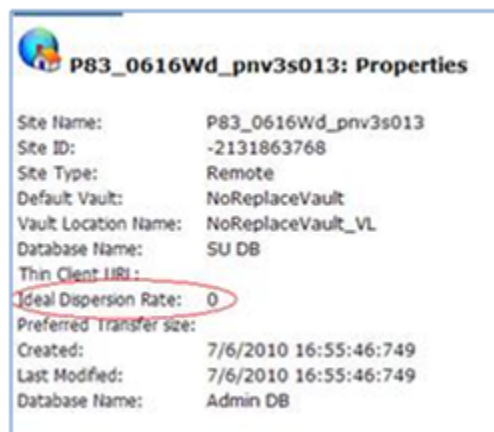 P83_0616Wd_pnv3s013: Properties
Site Name: P83_0616Wd_pnv3s013
Site ID: -2131863768
Site Type: Remote
Default Vault: NoReplaceVault
Vault Location Name: NoReplaceVault_VL
Database Name: SU DB
Thin Client URL:
Ideal Dispersion Rate: 0
Preferred Transfer size:
Created: 7/6/2010 16:55:46:749
Last Modified: 7/6/2010 16:55:46:749
Database Name: Admin DB